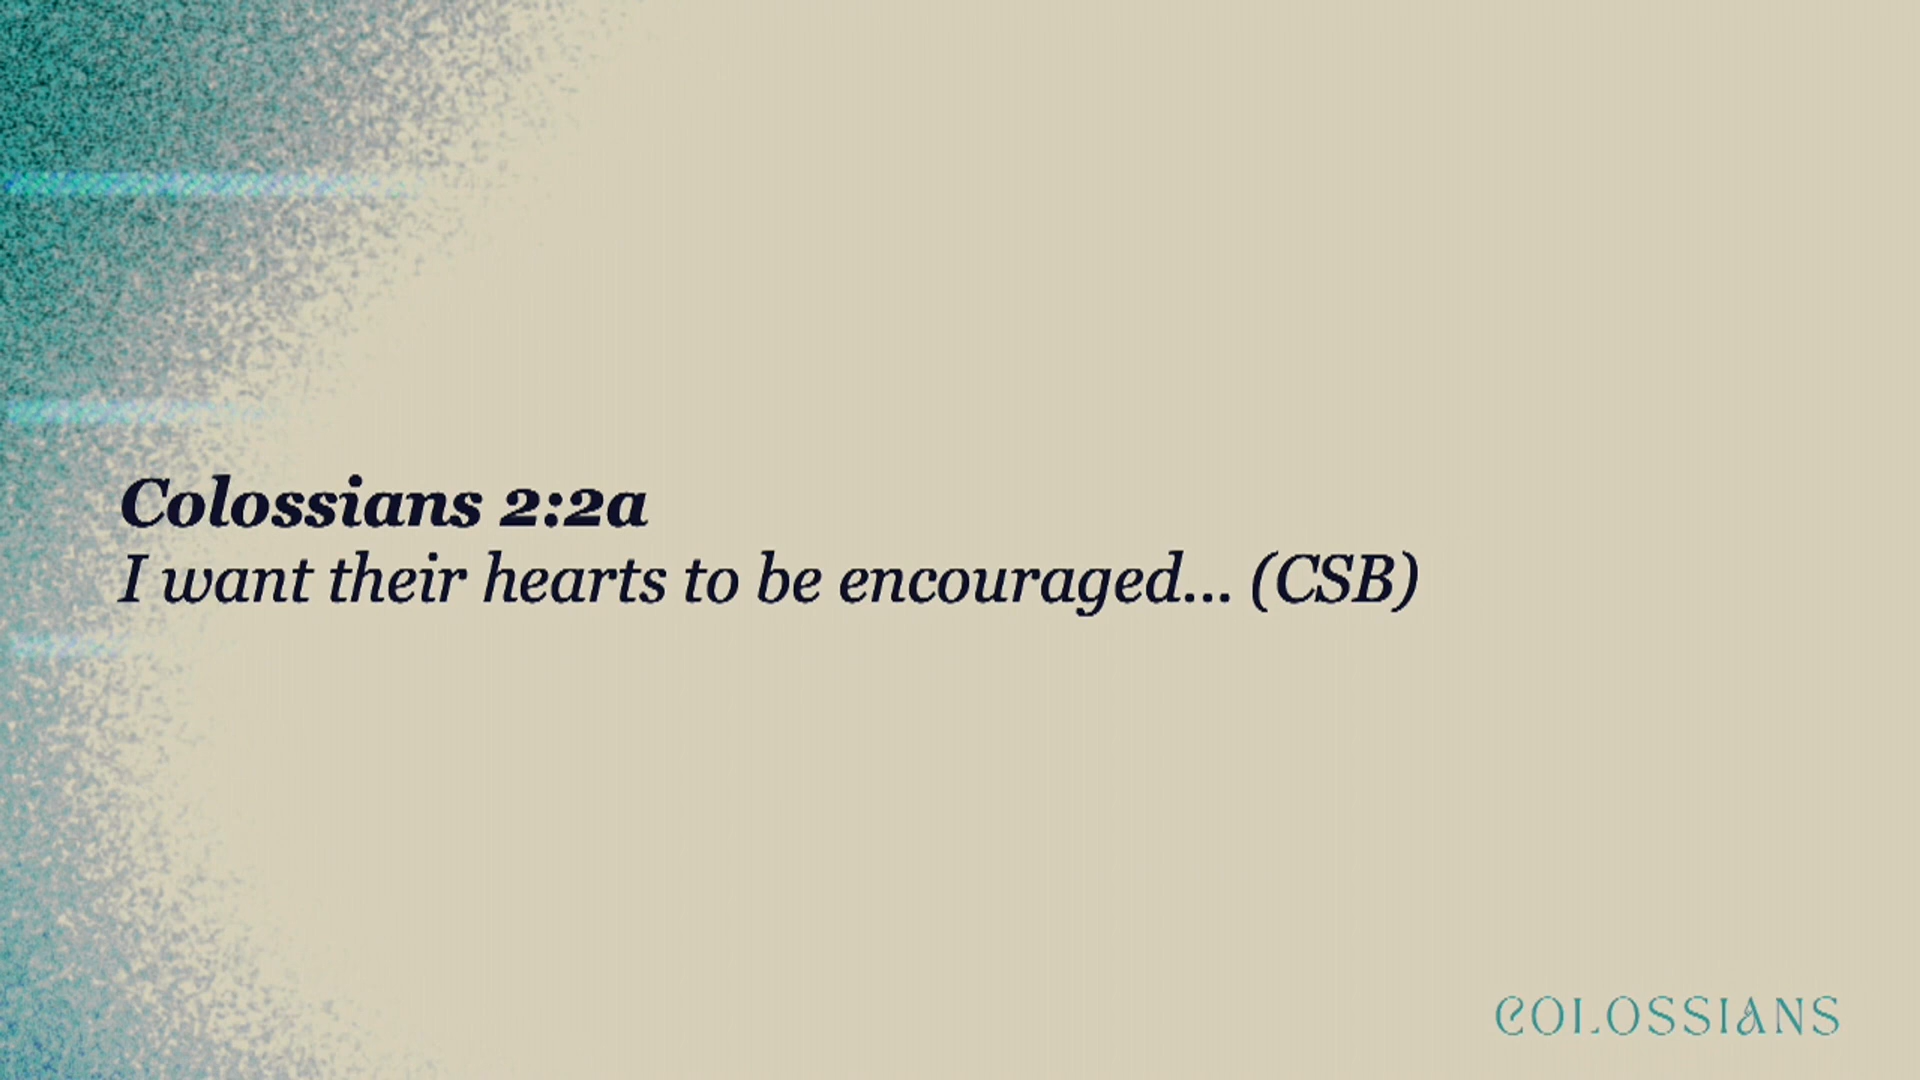 Colossians 2:2a
I want their hearts to be encouraged... (CSB)
COLOSSIANS